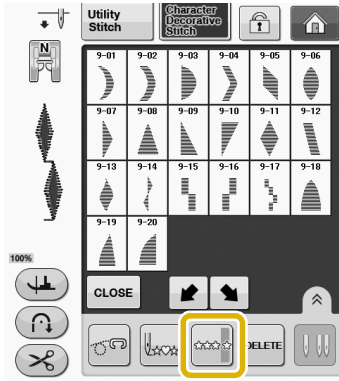 Utility
Stitch
Character
Decorative
Stitch
N
9-01 9-02 9-03 9-04 9-05 9-06
9-07 9-08 9-09 9-10 9-11 9-12
9-13 9-14 9-15 9-16 9-17 9-18
9-19 9-20
100%
CLOSE
DELETE